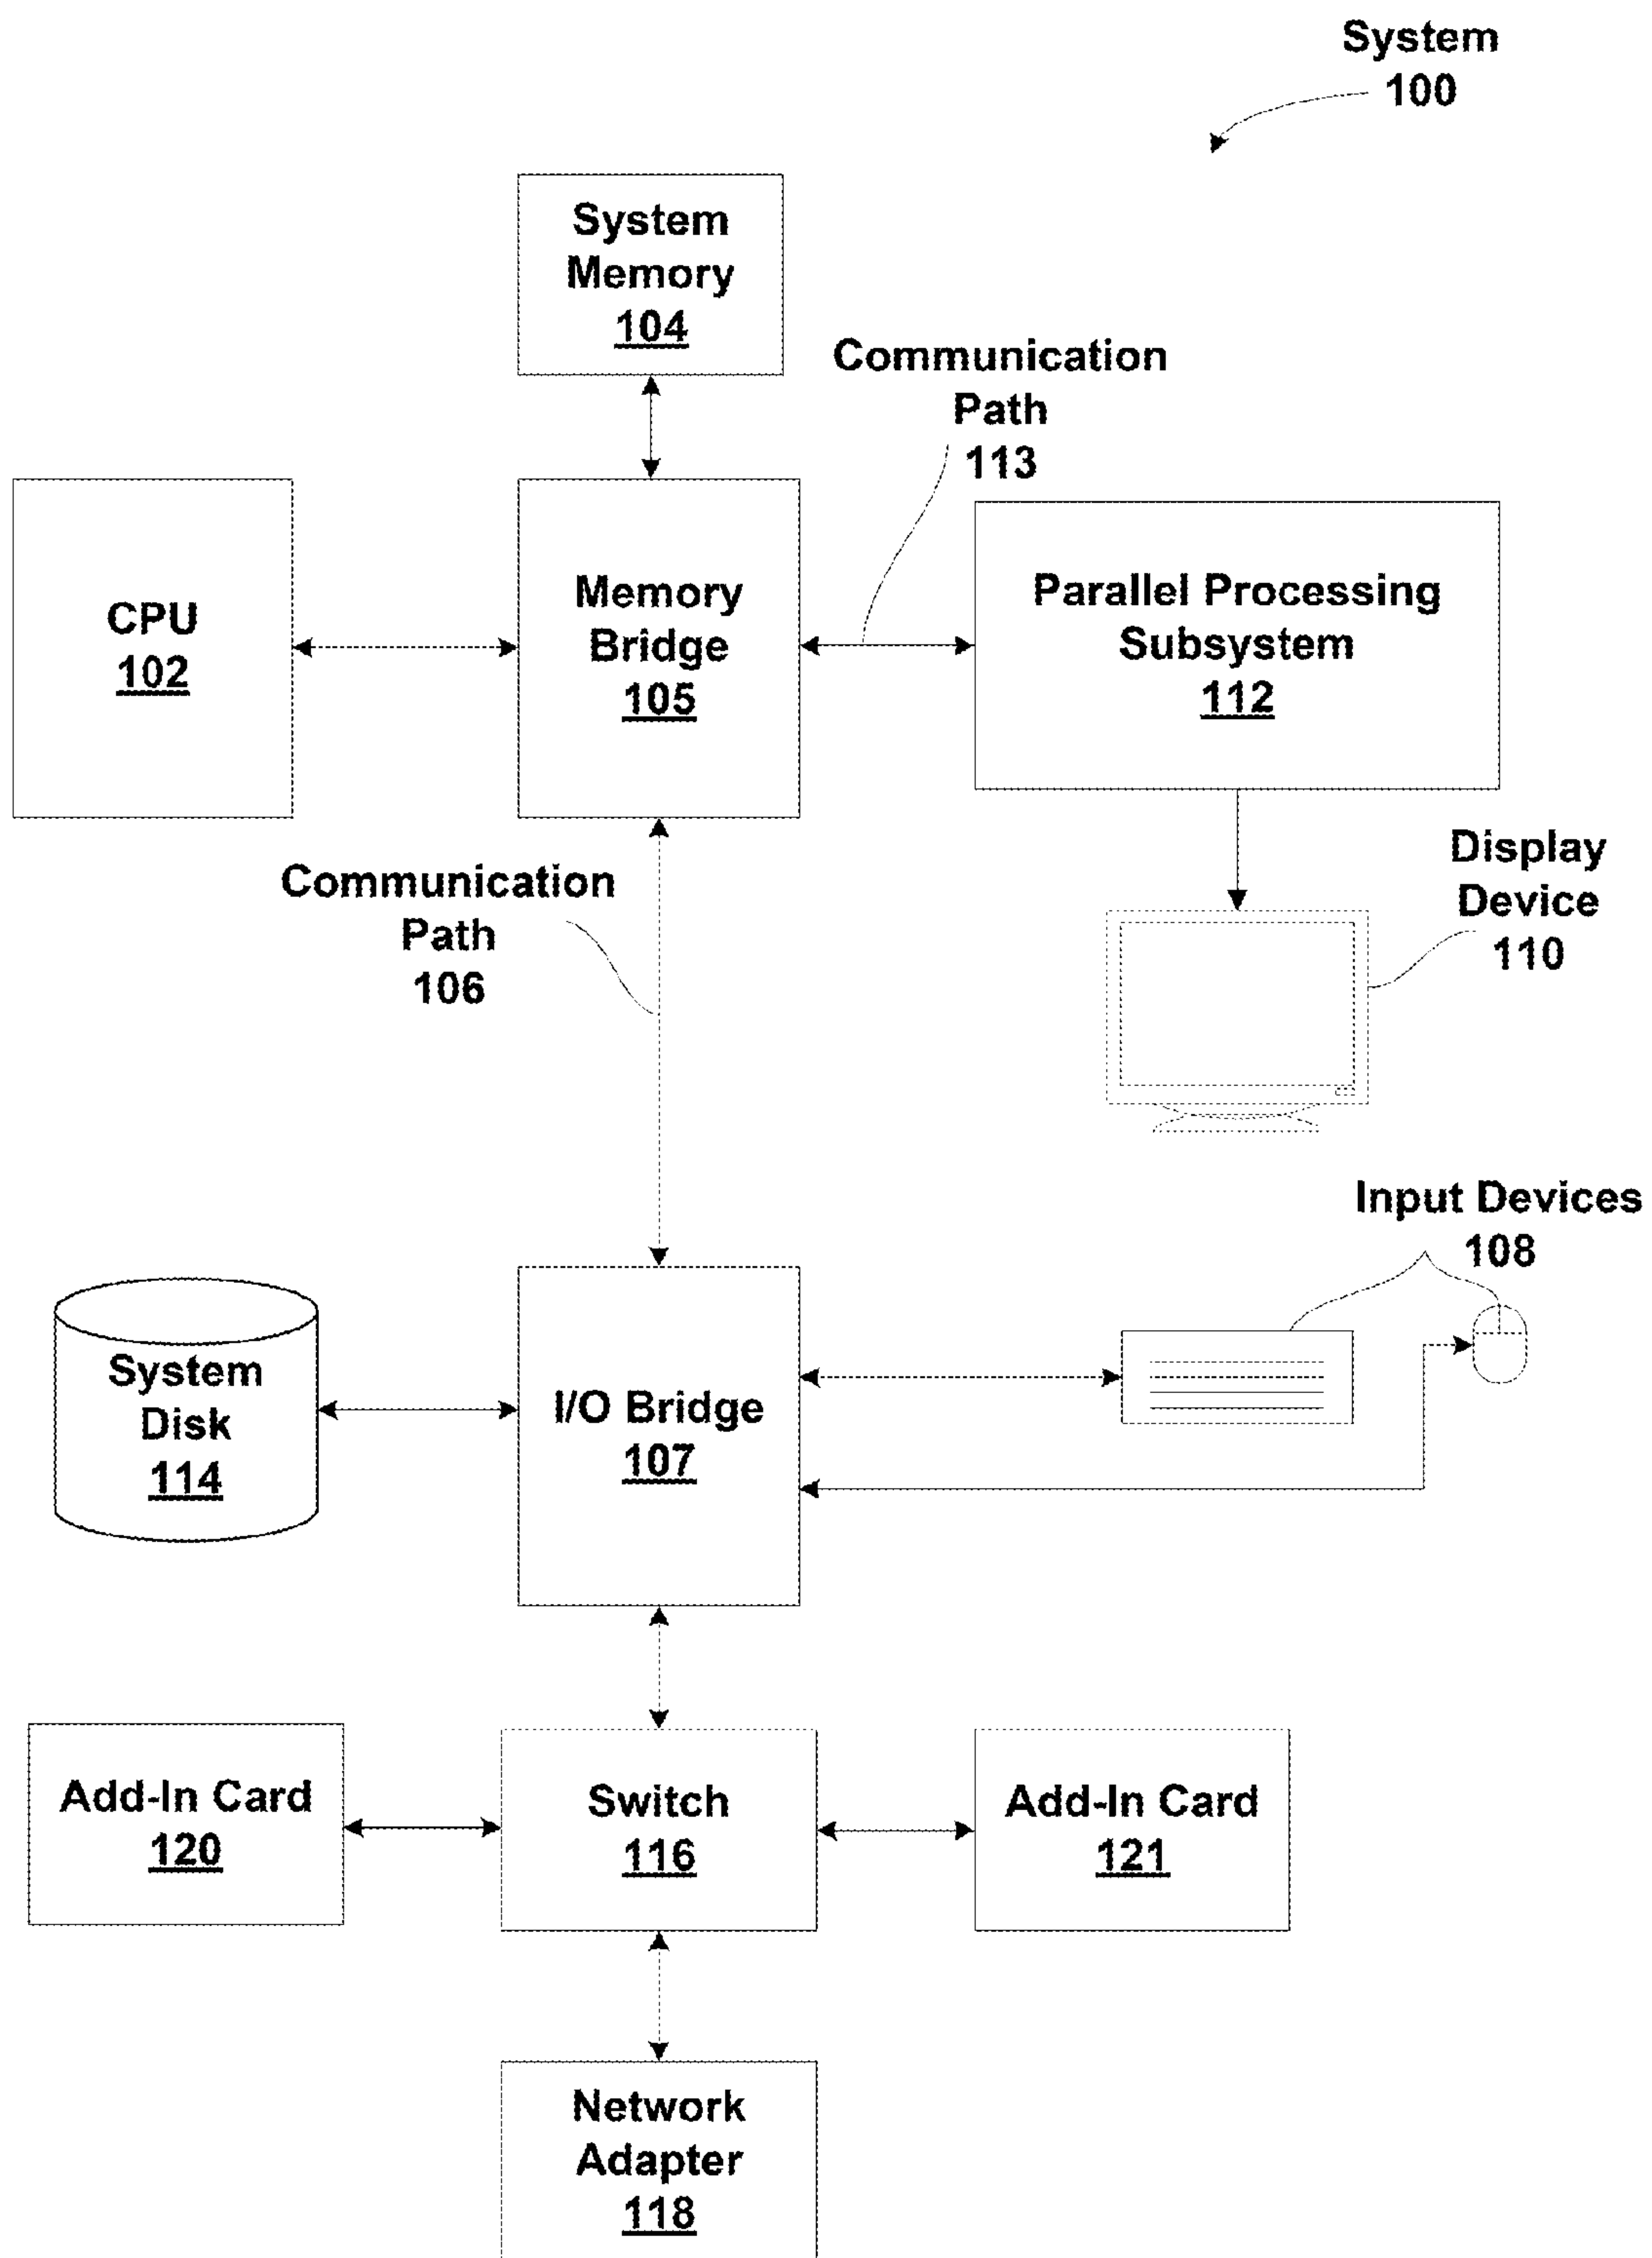 System
100
System
Memory
104
Communication
Path
113
CPU
102
Memory
Bridge
105
Parallel Processing
Subsystem
112
Communication
Path
106
Display
Device
110
Input Devices
108
System
Disk
114
I/O Bridge
107
Add-In Card
120
Switch
116
Add-In Card
121
Network
Adapter
118